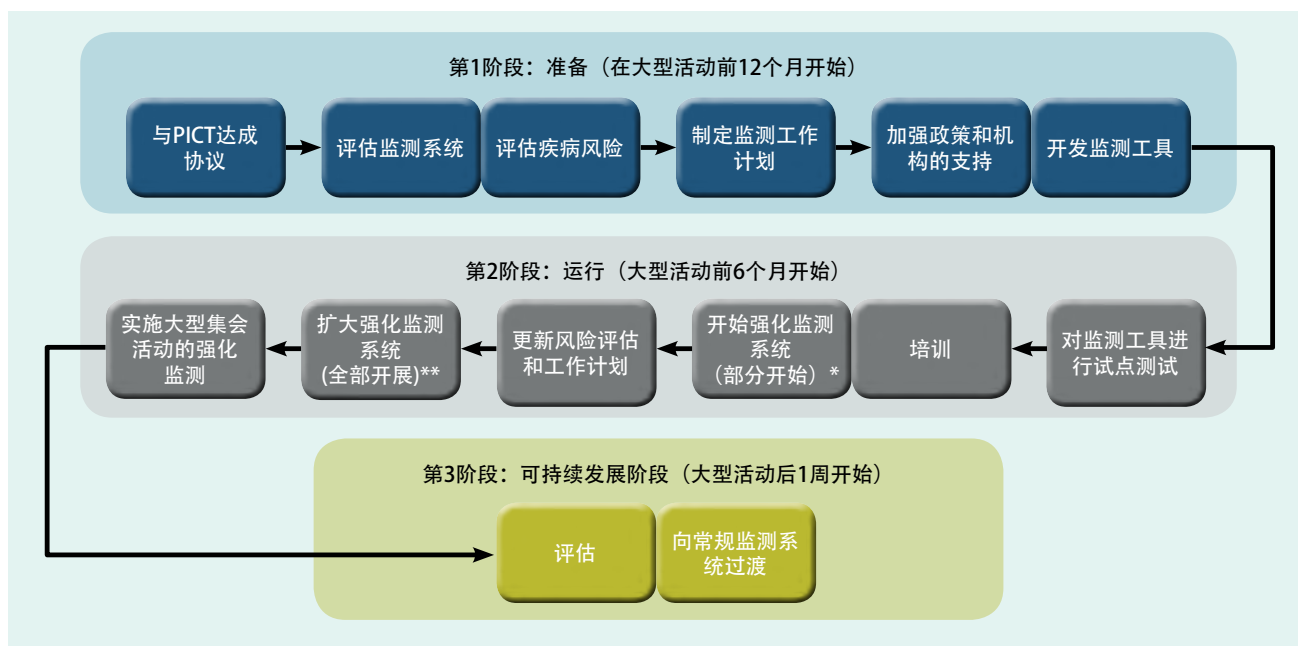 第1阶段：准备（在大型活动前12个月开始）
与PICT达成
协议
评估监测系统
评估疾病风险
制定监测工作
计划
加强政策和机
构的支持
开发监测工具
第2阶段：运行（大型活动前6个月开始）
实施大型集会
活动的强化
监测
扩大强化监测
系统
(全部开展)**
更新风险评估
和工作计划
开始强化监测
系统
（部分开始）*
培训
对监测工具进
行试点测试
第3阶段：可持续发展阶段（大型活动后1周开始）
评估
向常规监测系
统过渡